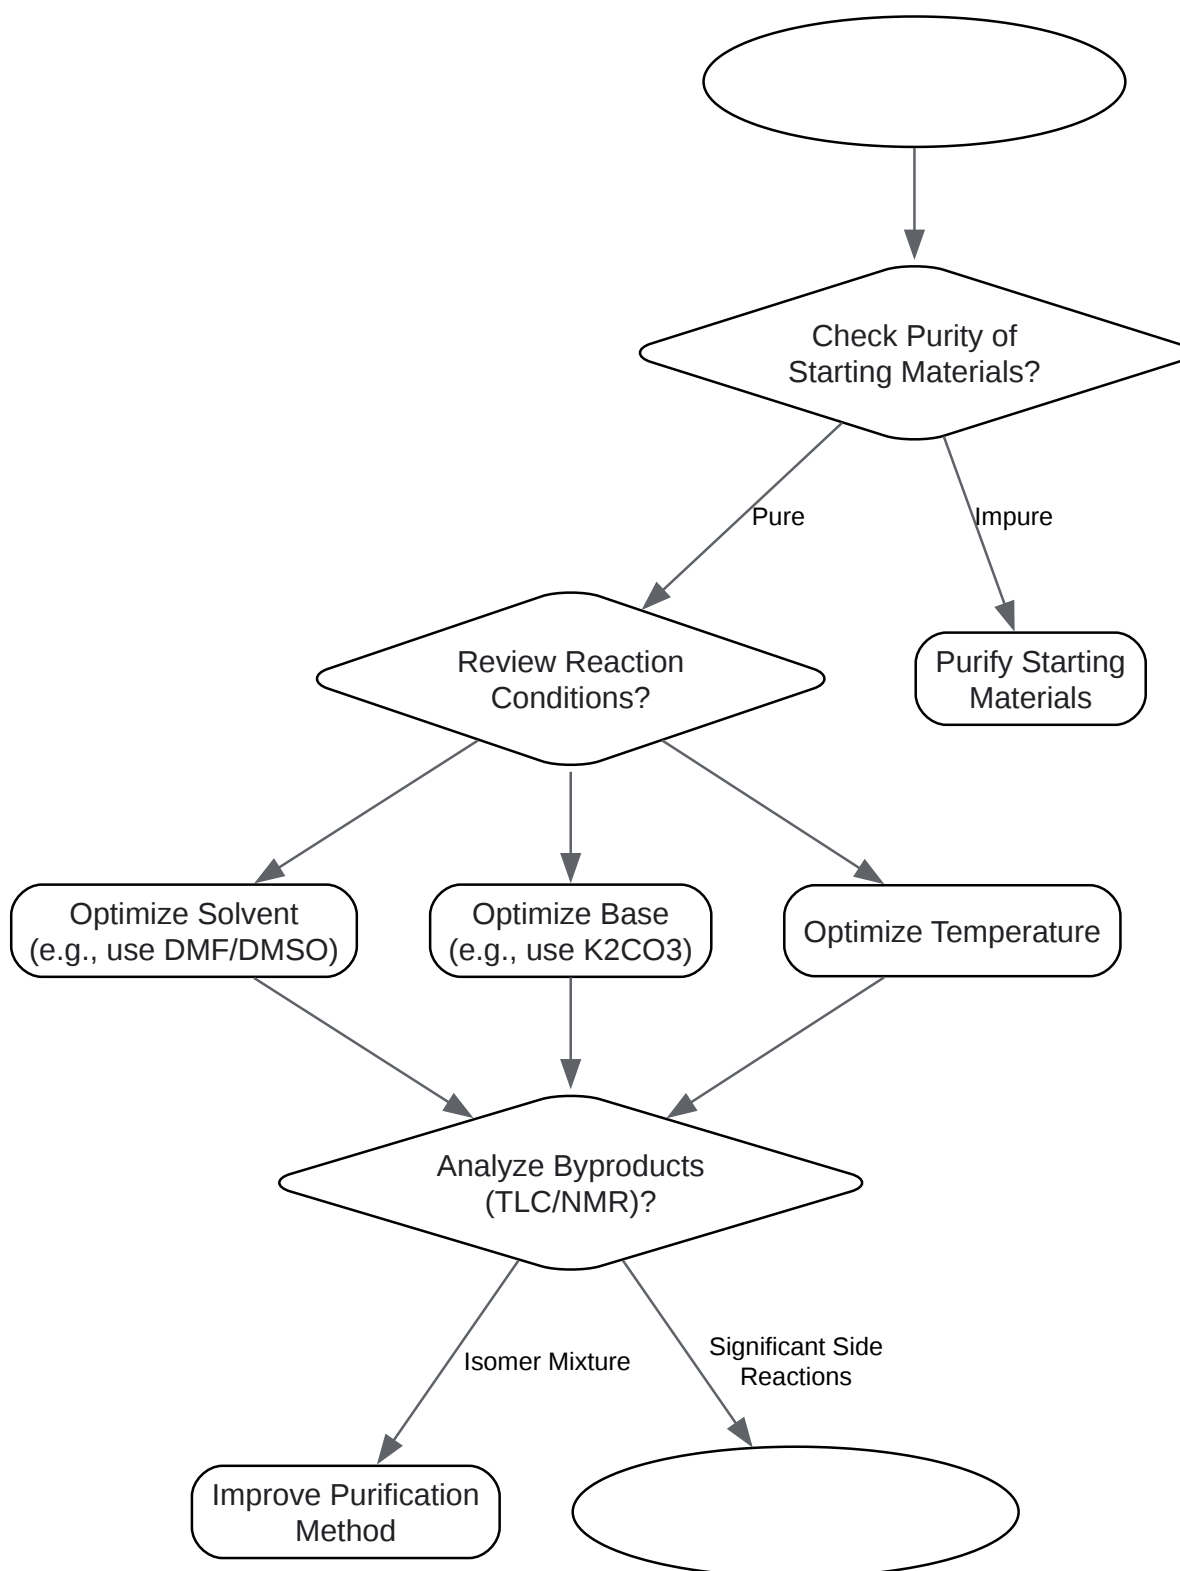 Check Purity of
Starting Materials?
Pure
Impure
Review Reaction
Conditions?
Purify Starting
Materials
Optimize Solvent
(e.g., use DMF/DMSO)
Optimize Base
(e.g., use K2CO3)
Optimize Temperature
Analyze Byproducts
(TLC/NMR)?
Isomer Mixture
Significant Side
Reactions
Improve Purification
Method